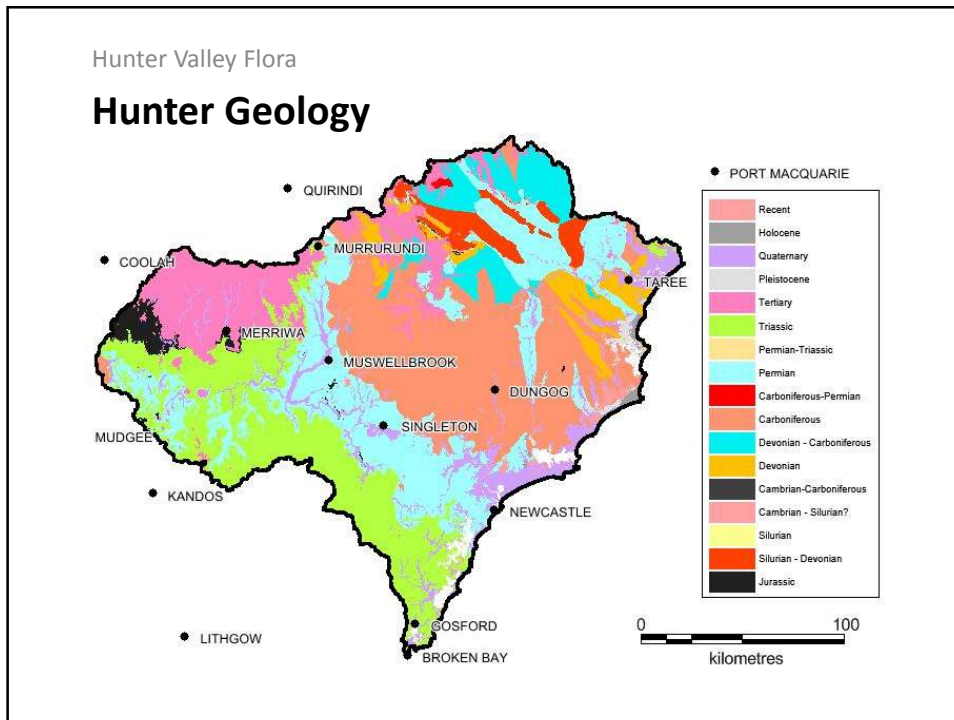 Hunter Valley Flora
Hunter Geology
PORT MACQUARIE
QUIRINDI
MURRURUNDI
COOLAH
TAREE
MERRIWA
MUSWELLBROOK
DUNGOG
SINGLETON
MUDGEE
KANDOS
NEWCASTLE
GOSFORD
LITHGOW
BROKEN BAY
Recent
Holocene
Quaternary
Pleistocene
Tertiary
Triassic
Permian-Triassic
Permian
Carboniferous-Permian
Carboniferous
Devonian - Carboniferous
Devonian
Cambrian-Carboniferous
Cambrian - Silurian?
Silurian
Silurian - Devonian
Jurassic
0 100
kilometres